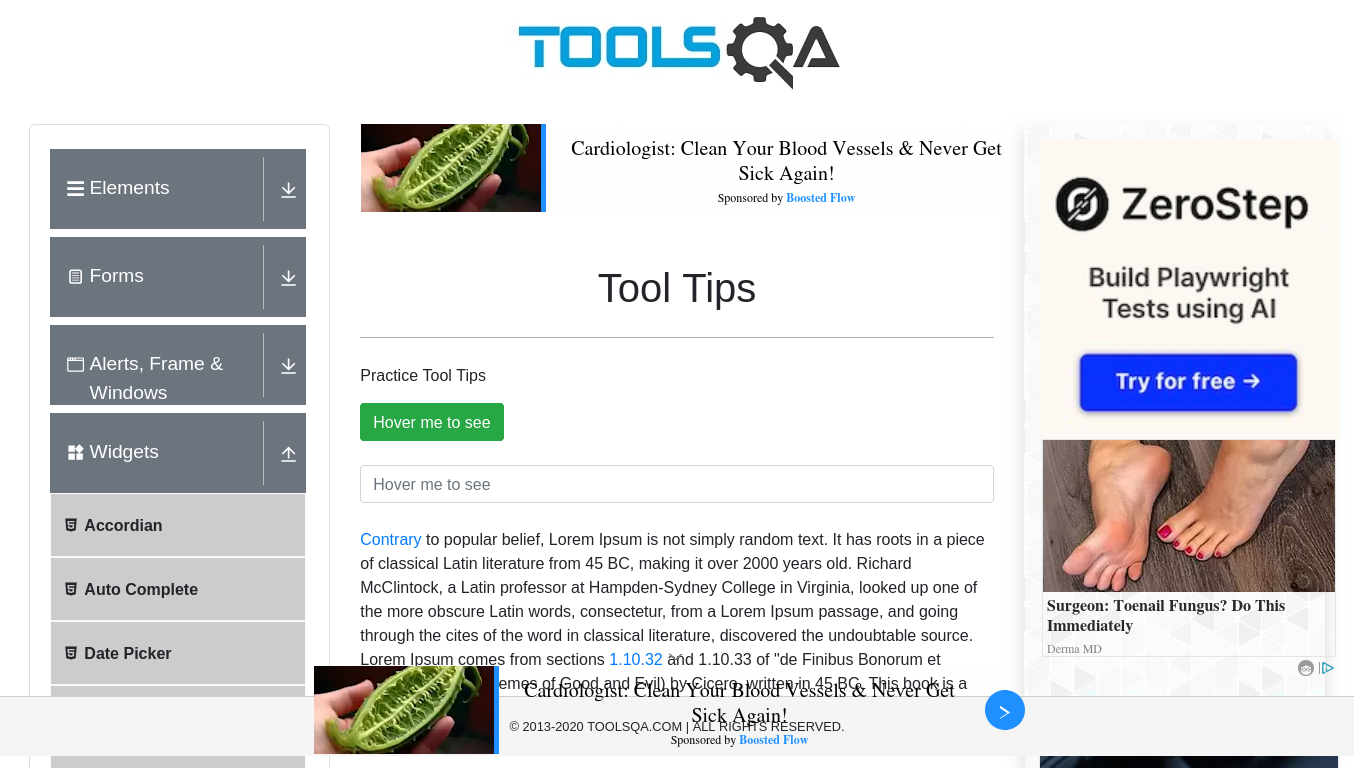 TOOLSQA
Elements
Forms
Alerts, Frame &
Windows
Widgets
Accordian
Auto Complete
Date Picker
Cardiologist: Clean Your Blood Vessels & Never Get
Sick Again!
Sponsored by Boosted Flow
Tool Tips
Practice Tool Tips
Hover me to see
Hover me to see
Contrary to popular belief, Lorem Ipsum is not simply random text. It has roots in a piece
of classical Latin literature from 45 BC, making it over 2000 years old. Richard
McClintock, a Latin professor at Hampden-Sydney College in Virginia, looked up one of
the more obscure Latin words, consectetur, from a Lorem Ipsum passage, and going
through the cites of the word in classical literature, discovered the undoubtable source.
Lorem Ipsum comes from sections 1.10.32 and 1.10.33 of "de Finibus Bonorum et
of Good and Evil) by Cicero, written in 45 BC. This book is a
ZeroStep
Build Playwright
Tests using AI
Try for free →
Surgeon: Toenail Fungus? Do This
Immediately
Derma MD
Cardiologist: Clean Your Blood Vessels & Never Get
Sick Again!
© 2013-2020 TOOLSQA.COM | ALL RIGHTS RESERVED.
Sponsored by Boosted Flow